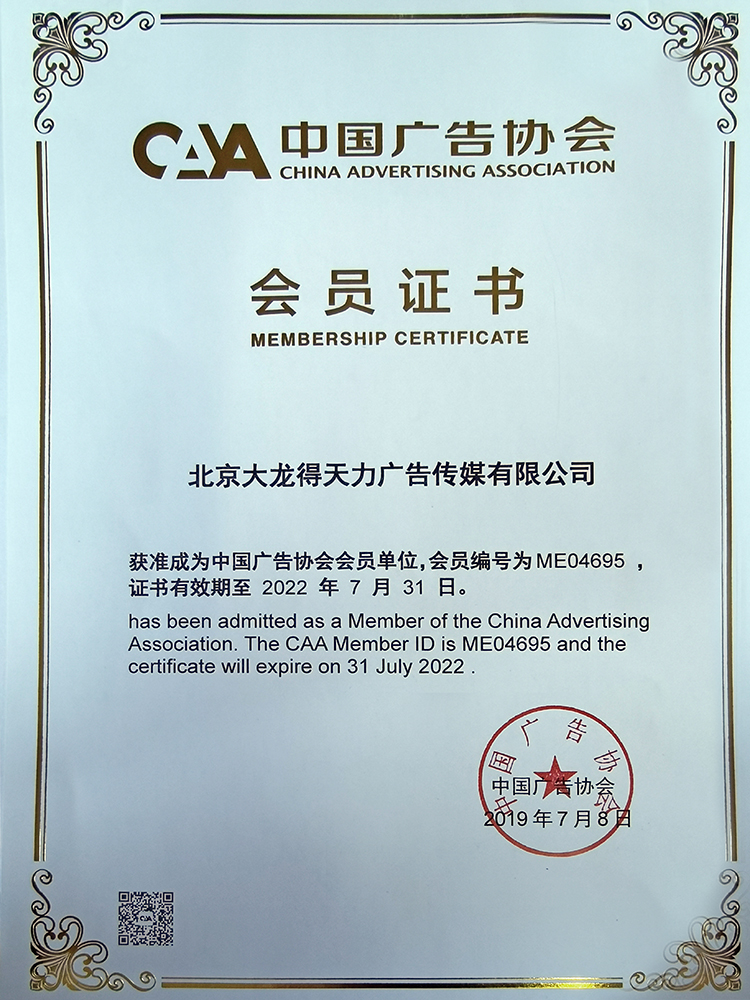 CAA 中国广告协会
CHINA ADVERTISING ASSOCIATION
会员证书
MEMBERSHIP CERTIFICATE
北京大龙得天力广告传媒有限公司
获准成为中国广告协会会员单位，会员编号为ME04695，
证书有效期至 2022 年 7 月 31 日。
has been admitted as a Member of the China Advertising
Association. The CAA Member ID is ME04695 and the
certificate will expire on 31 July 2022 .
中国广告协会
中国广告协会
2019年7月8日
CAA